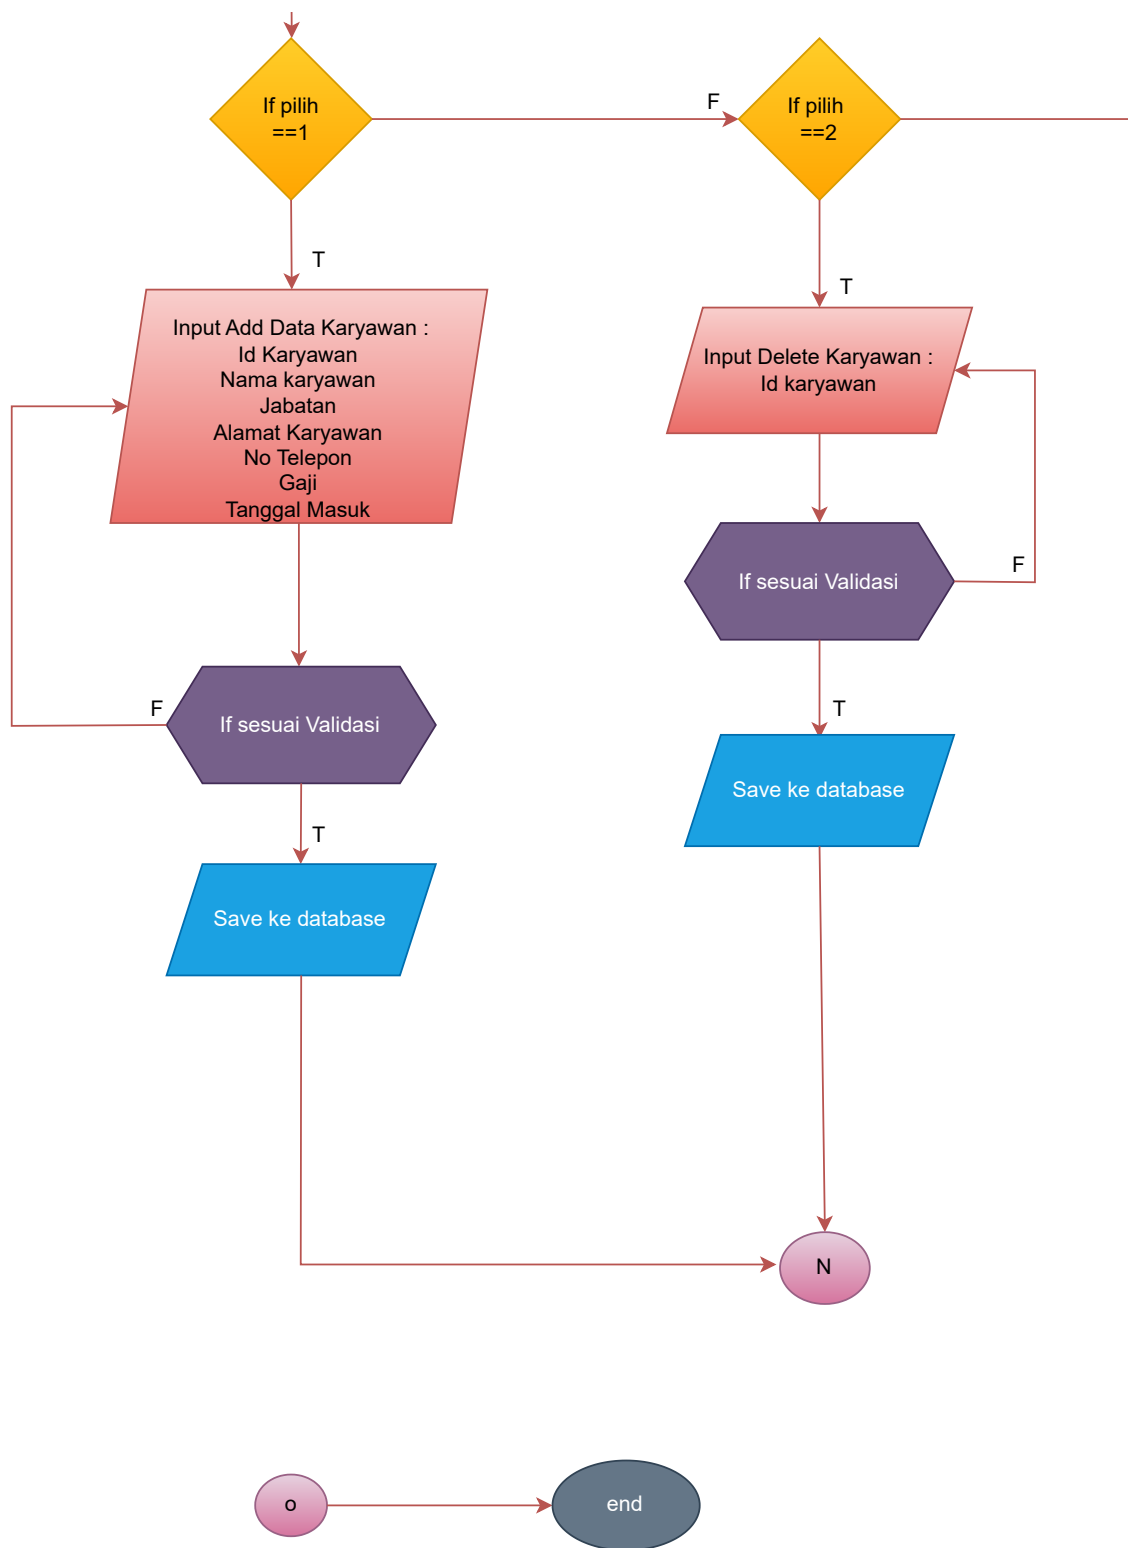 If pilih
==1
F
If pilih
==2
T
T
Input Add Data Karyawan :
Id Karyawan
Nama karyawan
Jabatan
Alamat Karyawan
No Telepon
Gaji
Tanggal Masuk
Input Delete Karyawan :
Id karyawan
If sesuai Validasi
F
F
If sesuai Validasi
T
T
Save ke database
Save ke database
N
o
end